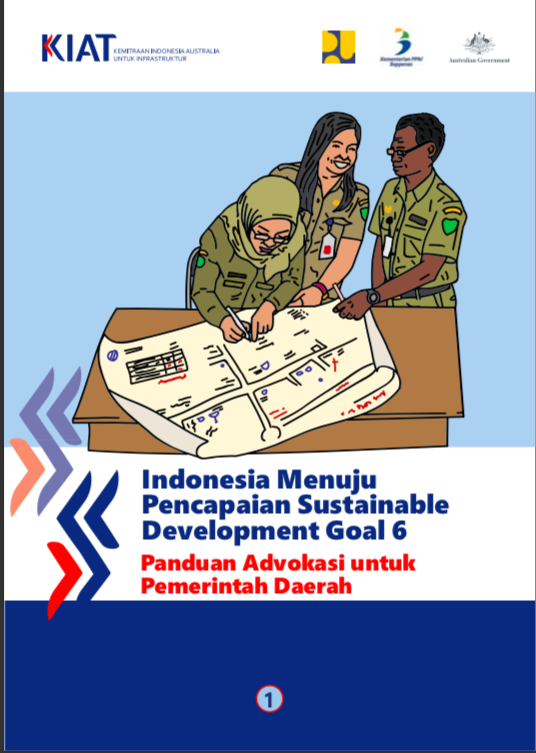 KIAT
KEMITRAAN INDONESIA AUSTRALIA
UNTUK INFRASTRUKTUR
Kementerian PPN/
Bappenas
Australian Government
Indonesia Menuju
Pencapaian Sustainable
Development Goal 6
Panduan Advokasi untuk
Pemerintah Daerah
1